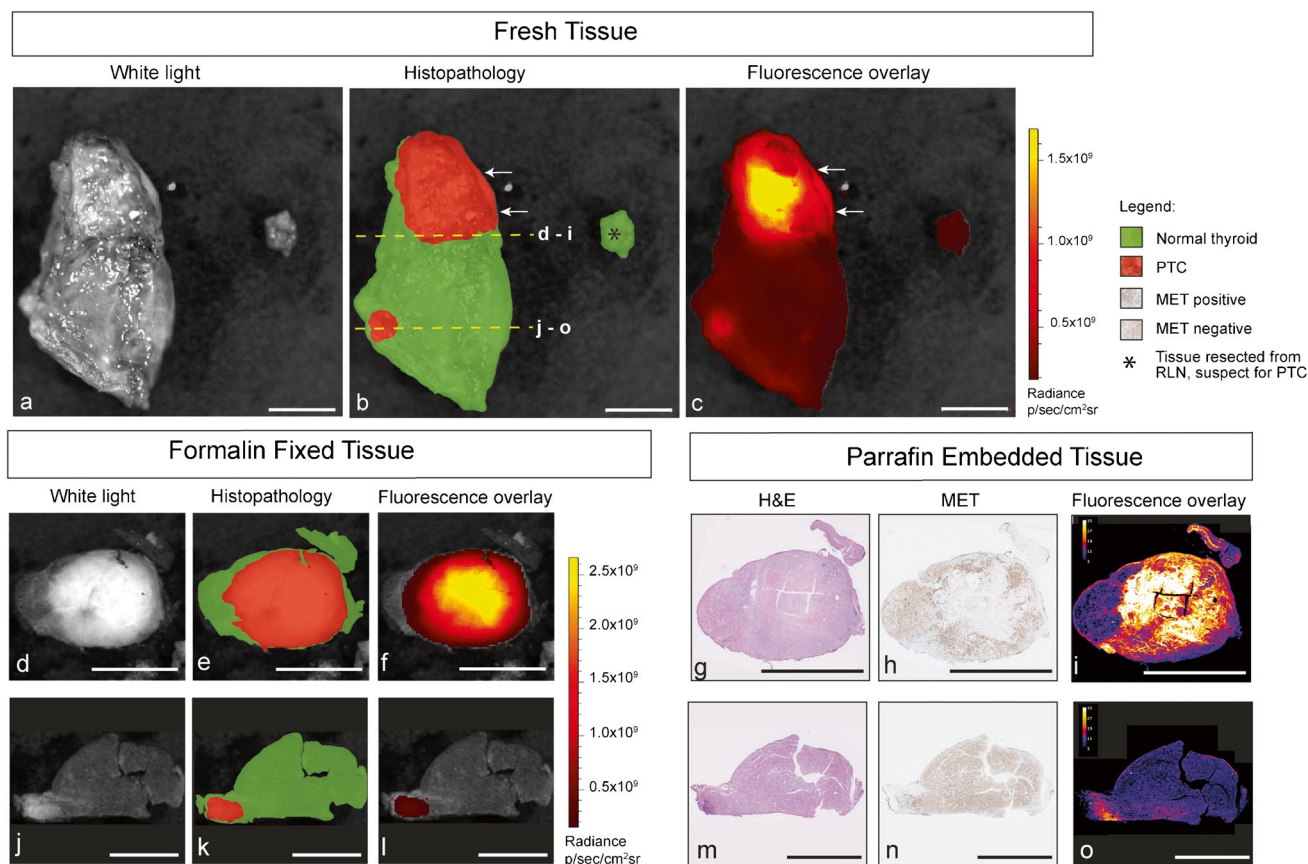 Fresh Tissue
White light
Histopathology
Fluorescence overlay
a
b
d - i
j - o
*
c
1.5x10⁹
1.0x10⁹
0.5x10⁹
Radiance
p/sec/cm²sr
Legend:
Normal thyroid
PTC
MET positive
MET negative
* Tissue resected from
RLN, suspect for PTC
Formalin Fixed Tissue
White light
Histopathology
Fluorescence overlay
d
e
f
j
k
l
2.5x10⁹
2.0x10⁹
1.5x10⁹
1.0x10⁹
0.5x10⁹
Radiance
p/sec/cm²sr
Parrafin Embedded Tissue
H&E
MET
Fluorescence overlay
g
h
i
m
n
o